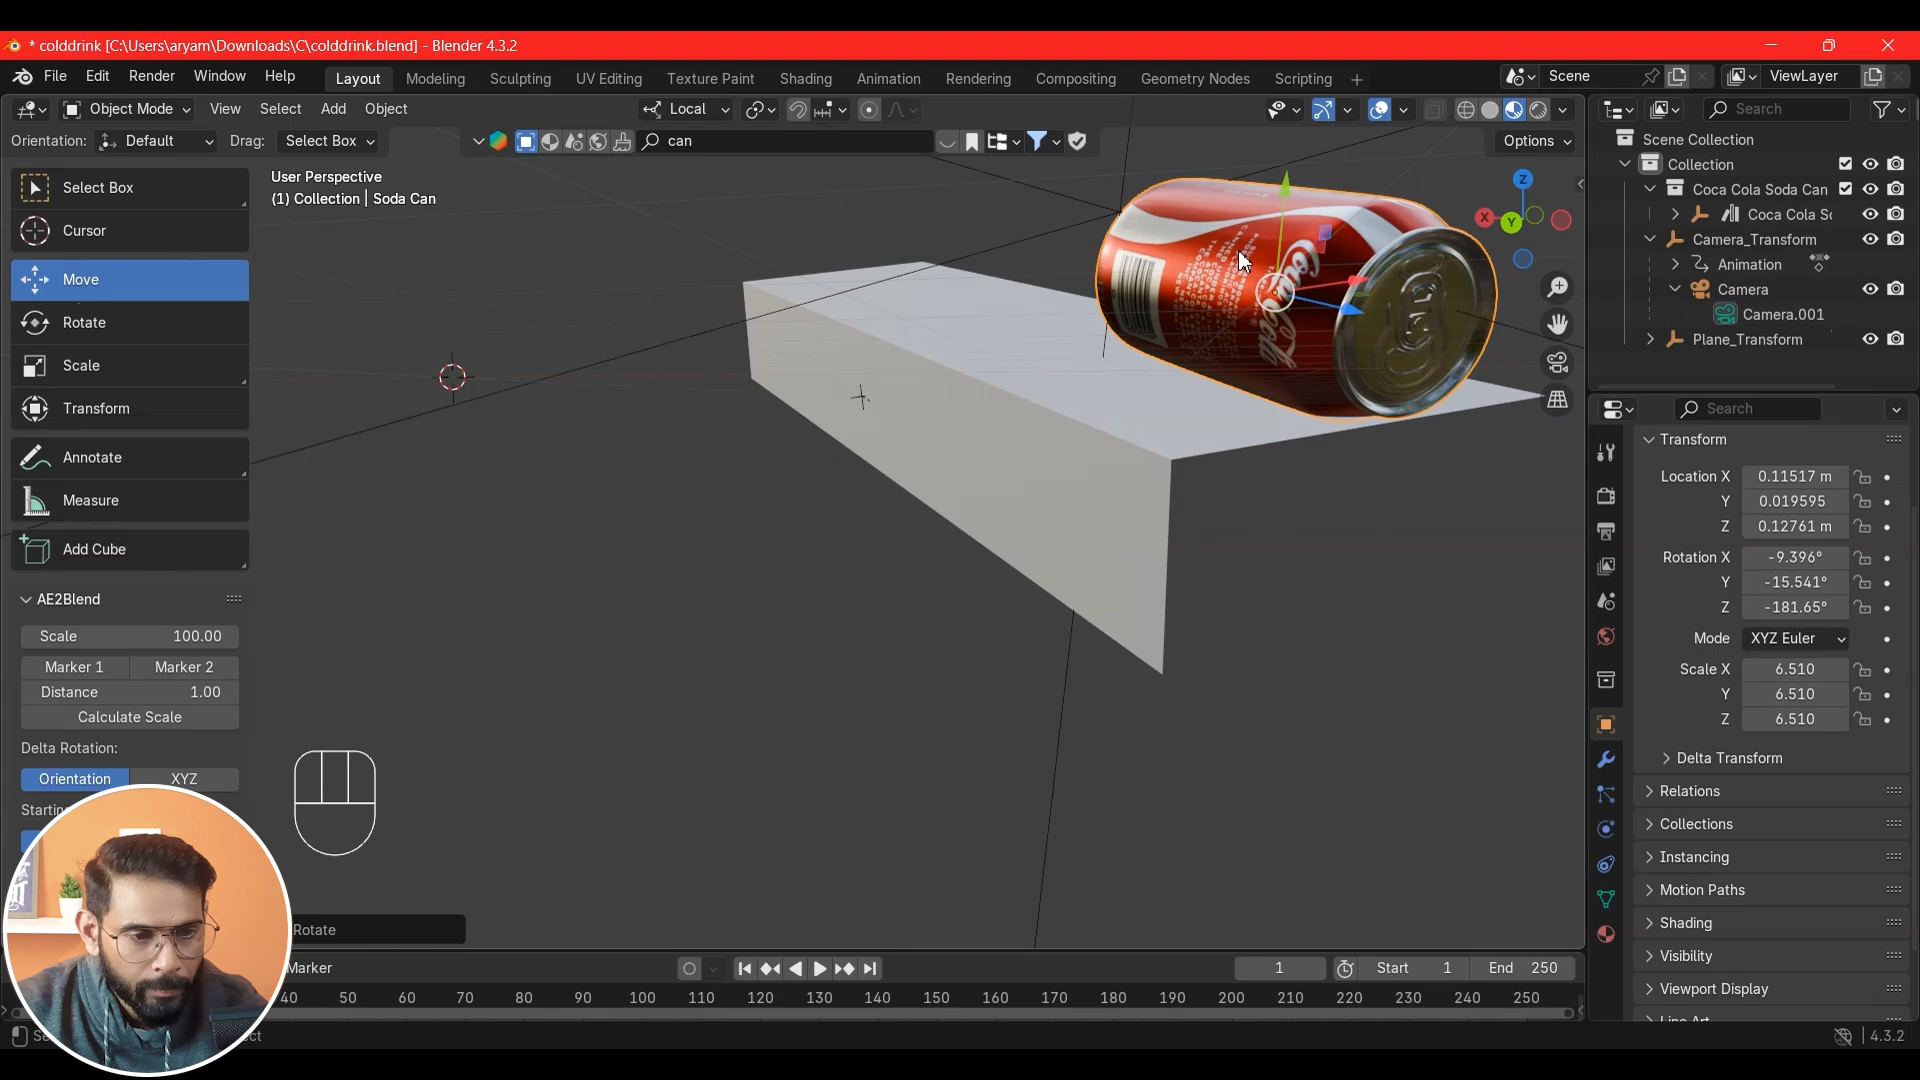 * colddrink [C:\Users\aryam\Downloads\C\colddrink.blend] - Blender 4.3.2
File Edit Render Window Help Layout Modeling Sculpting UV Editing Texture Paint Shading Animation Rendering Compositing Geometry Nodes Scripting + Scene ViewLayer
Object Mode View Select Add Object Local Search
Orientation: Default Drag: Select Box can Options
Scene Collection
Collection
Coca Cola Soda Can
Coca Cola So
Camera_Transform
Animation
Camera
Camera.001
Plane_Transform
User Perspective
(1) Collection | Soda Can
Z
X
Y
Coca-Cola
Select Box
Cursor
Move
Rotate
Scale
Transform
Annotate
Measure
Add Cube
AE2Blend
Scale 100.00
Marker 1 Marker 2
Distance 1.00
Calculate Scale
Delta Rotation:
Orientation XYZ
Rotate
Search
Transform
Location X 0.11517 m
Y 0.019595
Z 0.12761 m
Rotation X -9.396°
Y -15.541°
Z -181.65°
Mode XYZ Euler
Scale X 6.510
Y 6.510
Z 6.510
Delta Transform
Relations
Collections
Instancing
Motion Paths
Shading
Visibility
Viewport Display
Line Art
Marker 1 Start 1 End 250
40 50 60 70 80 90 100 110 120 130 140 150 160 170 180 190 200 210 220 230 240 250
4.3.2